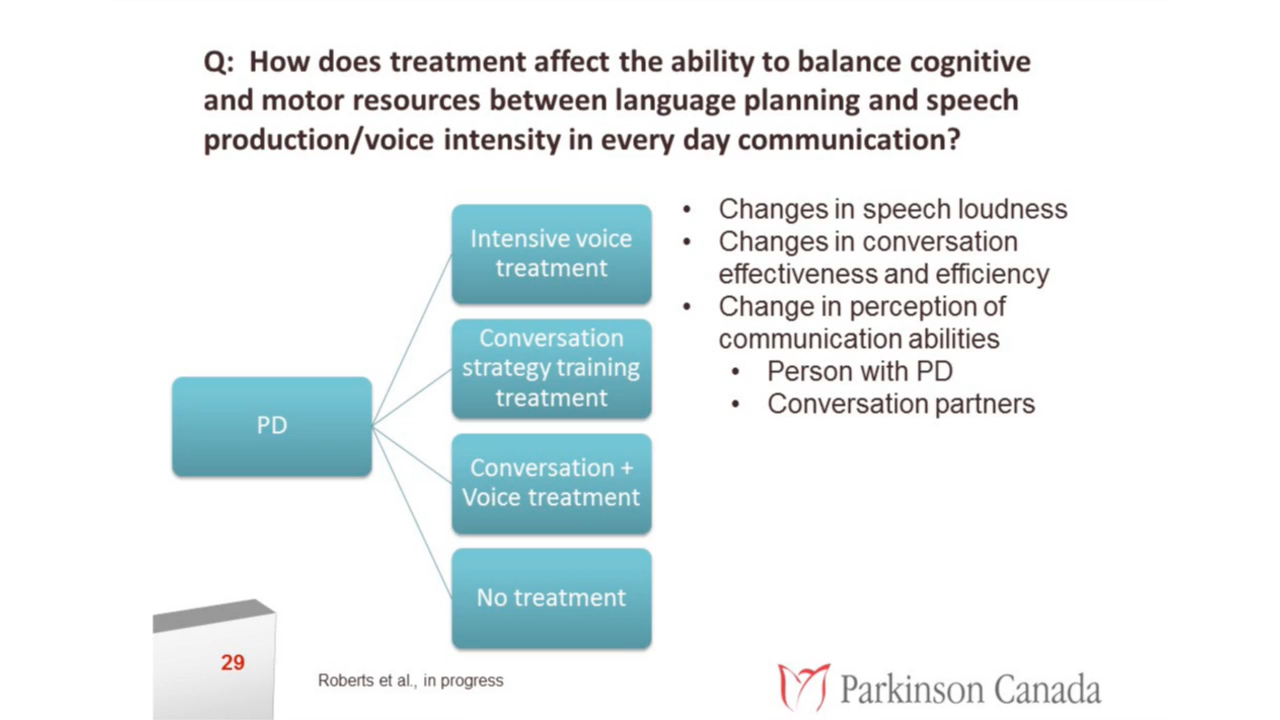 Q:  How does treatment affect the ability to balance cognitive
and motor resources between language planning and speech
production/voice intensity in every day communication?
PD
Intensive voice
treatment
Conversation
strategy training
treatment
Conversation +
Voice treatment
No treatment
• Changes in speech loudness
• Changes in conversation
effectiveness and efficiency
• Change in perception of
communication abilities
• Person with PD
• Conversation partners
29
Roberts et al., in progress
Parkinson Canada